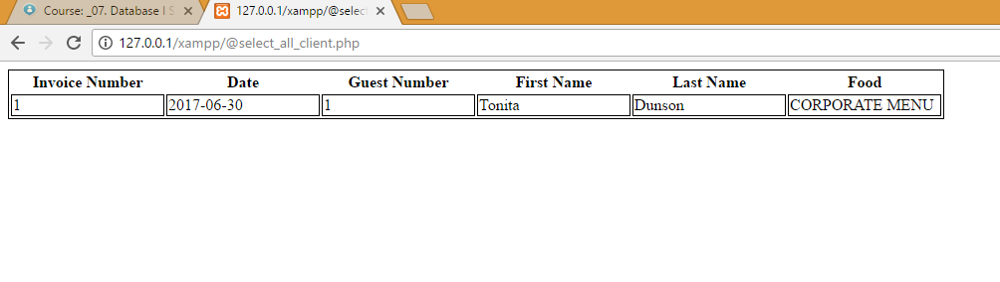 Course: _07. Database I S
127.0.0.1/xampp/@selec
127.0.0.1/xampp/@select_all_client.php
Invoice Number Date Guest Number First Name Last Name Food
1 2017-06-30 1 Tonita Dunson CORPORATE MENU